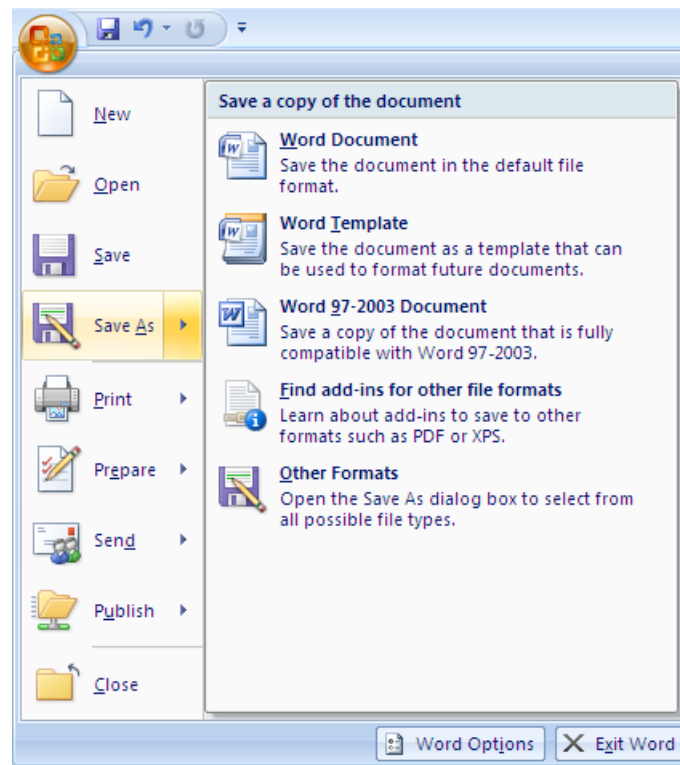 New
Open
Save
Save As
Print
Prepare
Send
Publish
Close
Save a copy of the document
Word Document
Save the document in the default file
format.
Word Template
Save the document as a template that can
be used to format future documents.
Word 97-2003 Document
Save a copy of the document that is fully
compatible with Word 97-2003.
Find add-ins for other file formats
Learn about add-ins to save to other
formats such as PDF or XPS.
Other Formats
Open the Save As dialog box to select from
all possible file types.
Word Options
Exit Word